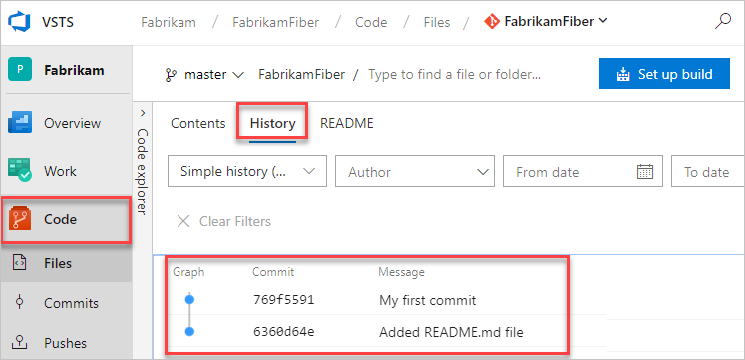 VSTS
Fabrikam / FabrikamFiber / Code / Files / FabrikamFiber
P Fabrikam
master FabrikamFiber / Type to find a file or folder...
Set up build
Overview
Work
Code
Files
Commits
Pushes
Code explorer
Contents History README
Simple history (... Author From date To date
Clear Filters
Graph Commit Message
769f5591 My first commit
6360d64e Added README.md file